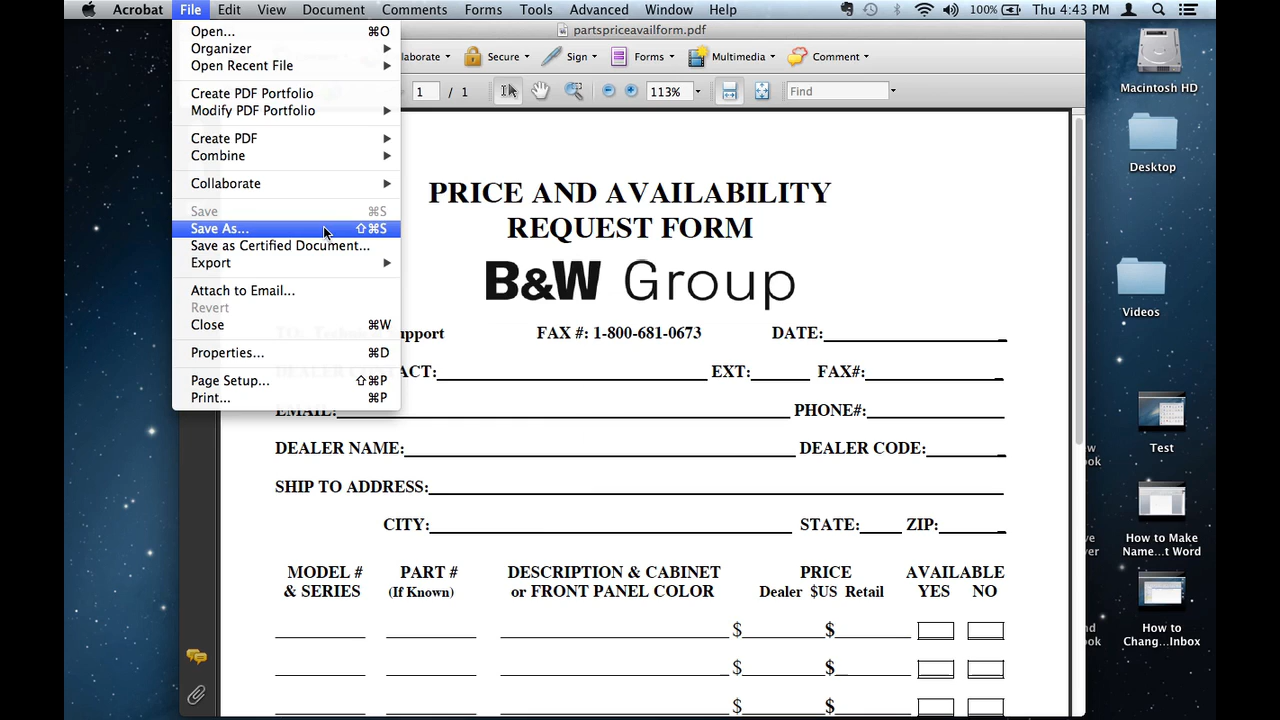 Acrobat File Edit View Document Comments Forms Tools Advanced Window Help 100% Thu 4:43 PM
partspriceavailform.pdf
Open... ⌘O
Organizer
Open Recent File
Create PDF Portfolio
Modify PDF Portfolio
Create PDF
Combine
Collaborate
Save ⌘S
Save As... ⇧⌘S
Save as Certified Document...
Export
Attach to Email...
Revert
Close ⌘W
Properties... ⌘D
Page Setup... ⇧⌘P
Print... ⌘P
laborate Secure Sign Forms Multimedia Comment
1 / 1 113% Find
PRICE AND AVAILABILITY
REQUEST FORM
B&W Group
pport FAX #: 1-800-681-0673 DATE:
ACT: EXT: FAX#:
EMAIL: PHONE#:
DEALER NAME: DEALER CODE:
SHIP TO ADDRESS:
CITY: STATE: ZIP:
MODEL # PART # DESCRIPTION & CABINET PRICE AVAILABLE
& SERIES (If Known) or FRONT PANEL COLOR Dealer $US Retail YES NO
$ $
$ $
$ $
Macintosh HD
Desktop
Videos
Test
How to Make
Name...t Word
How to
Chang...Inbox